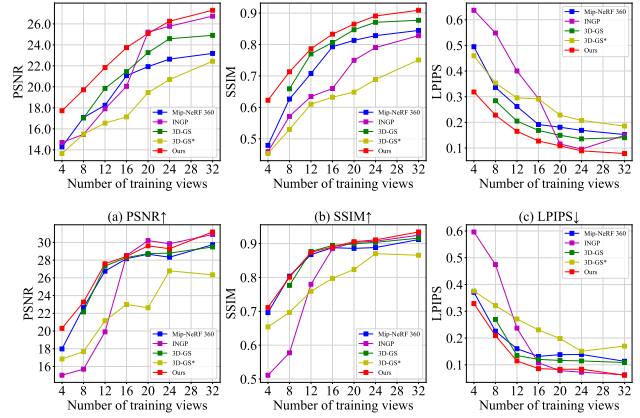 PSNR
26.0
24.0
22.0
20.0
18.0
16.0
14.0
4 8 12 16 20 24 28 32
Number of training views
Mip-NeRF 360
INGP
3D-GS
3D-GS*
Ours
(a) PSNR↑
SSIM
0.9
0.8
0.7
0.6
0.5
4 8 12 16 20 24 28 32
Number of training views
Mip-NeRF 360
INGP
3D-GS
3D-GS*
Ours
(b) SSIM↑
LPIPS
0.6
0.5
0.4
0.3
0.2
0.1
4 8 12 16 20 24 28 32
Number of training views
Mip-NeRF 360
INGP
3D-GS
3D-GS*
Ours
(c) LPIPS↓
PSNR
30
28
26
24
22
20
18
16
4 8 12 16 20 24 28 32
Number of training views
Mip-NeRF 360
INGP
3D-GS
3D-GS*
Ours
SSIM
0.9
0.8
0.7
0.6
0.5
4 8 12 16 20 24 28 32
Number of training views
Mip-NeRF 360
INGP
3D-GS
3D-GS*
Ours
LPIPS
0.6
0.5
0.4
0.3
0.2
0.1
4 8 12 16 20 24 28 32
Number of training views
Mip-NeRF 360
INGP
3D-GS
3D-GS*
Ours